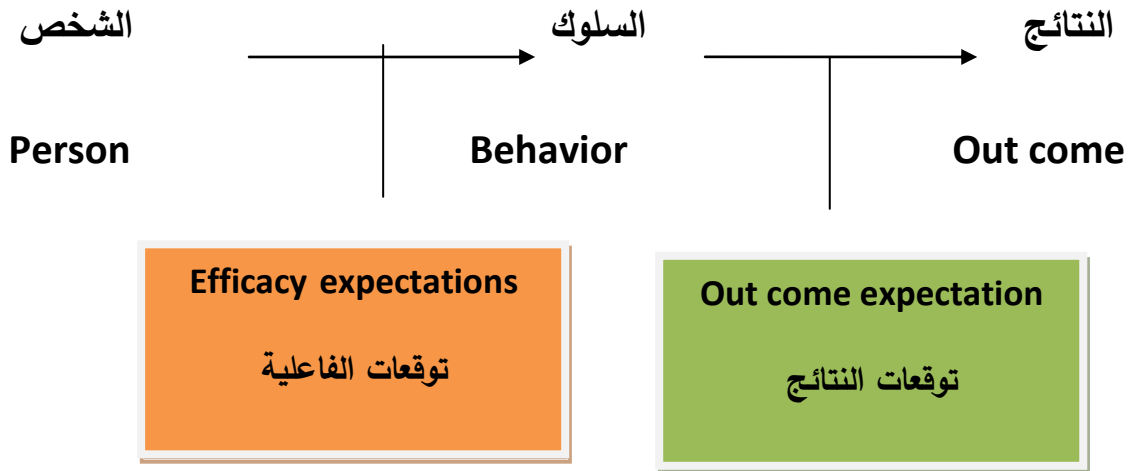 الشخص
السلوك
النتائج
Person
Behavior
Out come
Efficacy expectations
توقعات الفاعلية
Out come expectation
توقعات النتائج